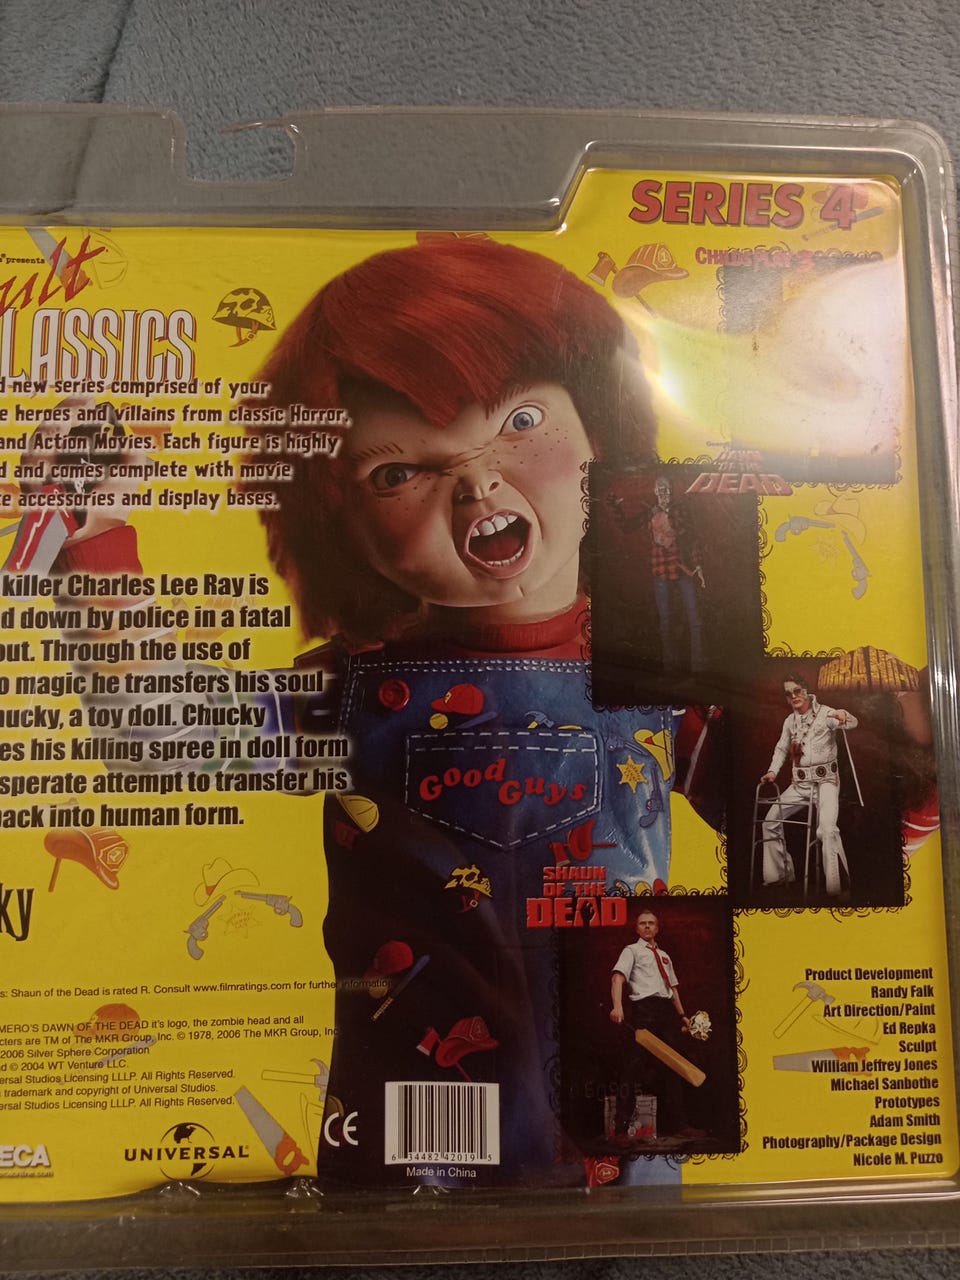 SERIES 4
presents
ult
LASSICS
d new series comprised of your
e heroes and villains from classic Horror,
and Action Movies. Each figure is highly
d and comes complete with movie
te accessories and display bases.
killer Charles Lee Ray is
d down by police in a fatal
out. Through the use of
o magic he transfers his soul
hucky, a toy doll. Chucky
es his killing spree in doll form
sperate attempt to transfer his
back into human form.
ky
CHILD'S PLAY 3
DAWN
OF THE
DEAD
Good
Guys
SHAUN
OF THE
DEAD
s: Shaun of the Dead is rated R. Consult www.filmratings.com for further information.
MERO'S DAWN OF THE DEAD it's logo, the zombie head and all
cters are TM of The MKR Group, Inc. © 1978, 2006 The MKR Group, Inc
2006 Silver Sphere Corporation
d © 2004 WT Venture LLC.
ersal Studios Licensing LLLP. All Rights Reserved.
trademark and copyright of Universal Studios.
ersal Studios Licensing LLLP. All Rights Reserved.
ECA
UNIVERSAL
CE
6 34482 42019 5
Made in China
Product Development
Randy Falk
Art Direction/Paint
Ed Repka
Sculpt
William Jeffrey Jones
Michael Sanbothe
Prototypes
Adam Smith
Photography/Package Design
Nicole M. Puzzo